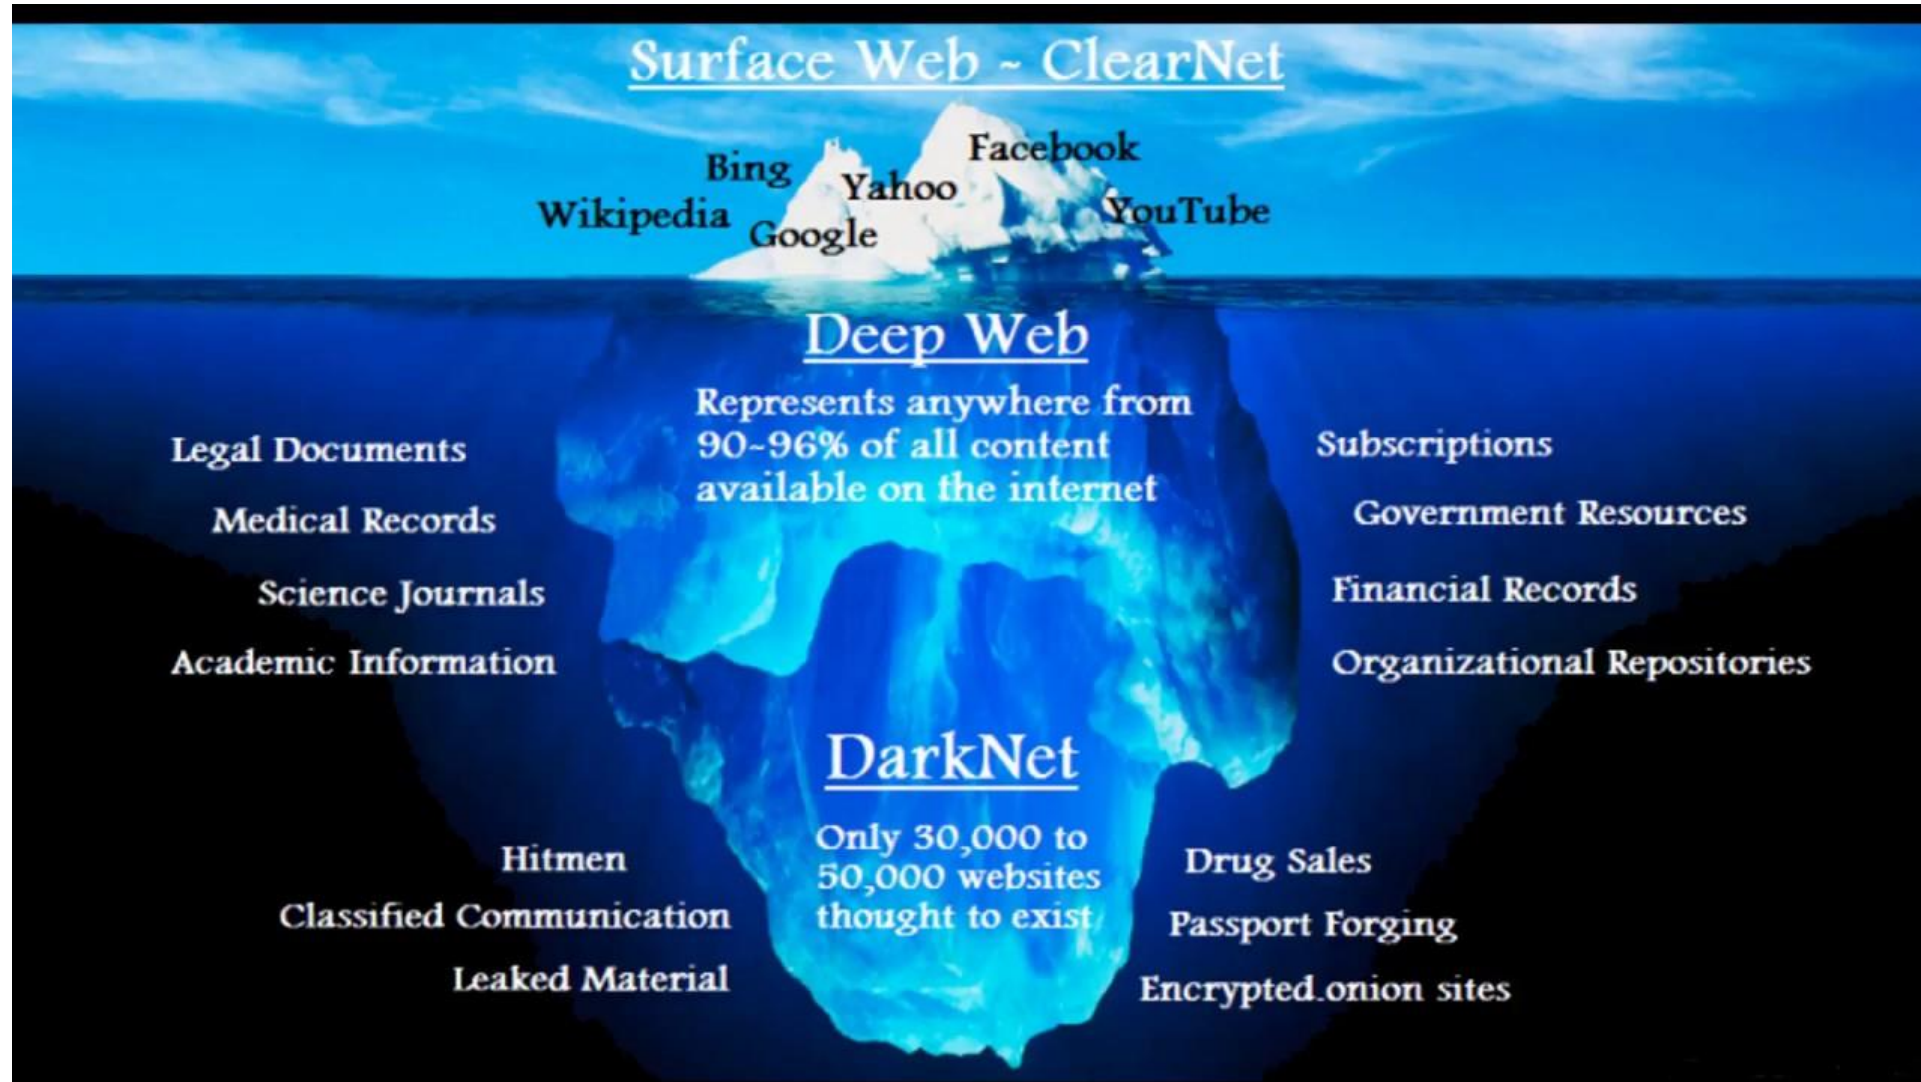 Surface Web ~ ClearNet
Facebook
Bing
Yahoo
Wikipedia
YouTube
Google
Deep Web
Represents anywhere from
90~96% of all content
available on the internet
Legal Documents
Medical Records
Science Journals
Academic Information
Subscriptions
Government Resources
Financial Records
Organizational Repositories
DarkNet
Only 30,000 to
50,000 websites
thought to exist
Hitmen
Classified Communication
Leaked Material
Drug Sales
Passport Forging
Encrypted.onion sites